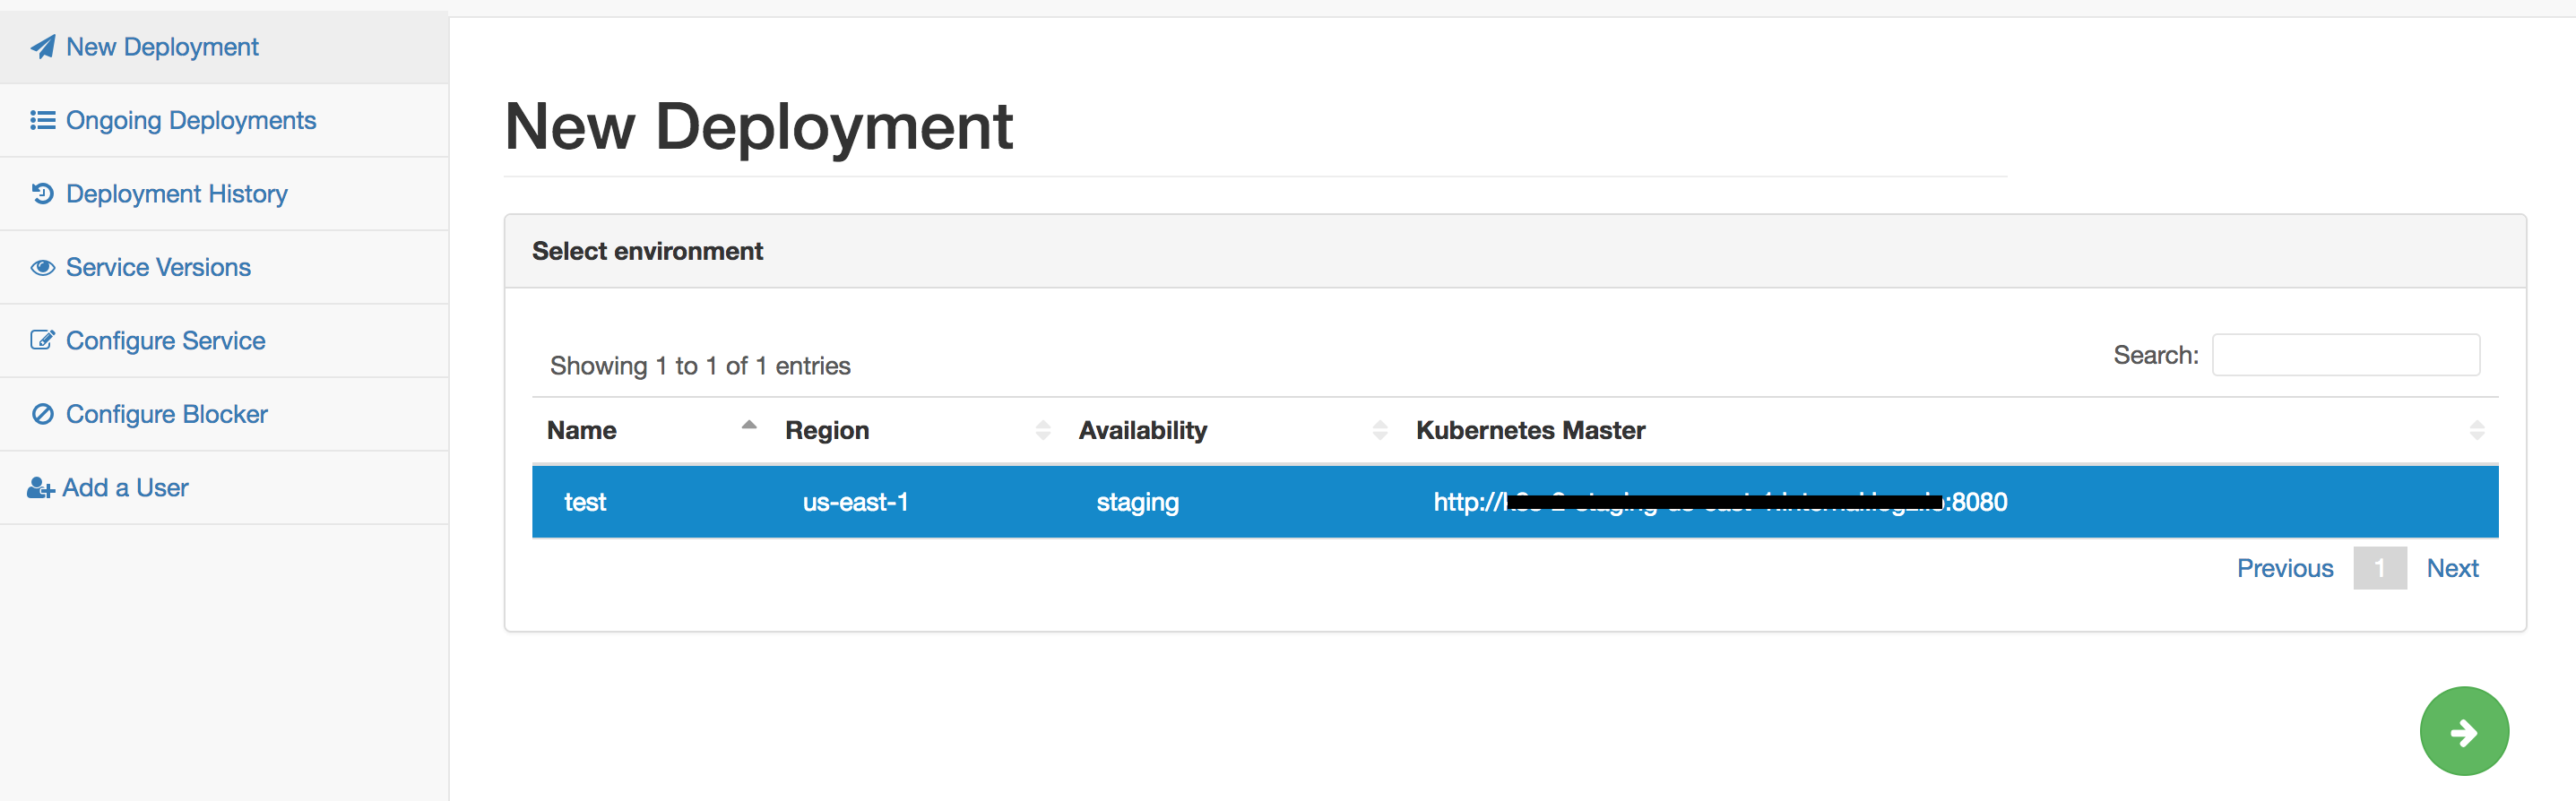 New Deployment
Ongoing Deployments
Deployment History
Service Versions
Configure Service
Configure Blocker
Add a User
New Deployment
Select environment
Showing 1 to 1 of 1 entries
Search:
Name Region Availability Kubernetes Master
test us-east-1 staging http:// :8080
Previous 1 Next